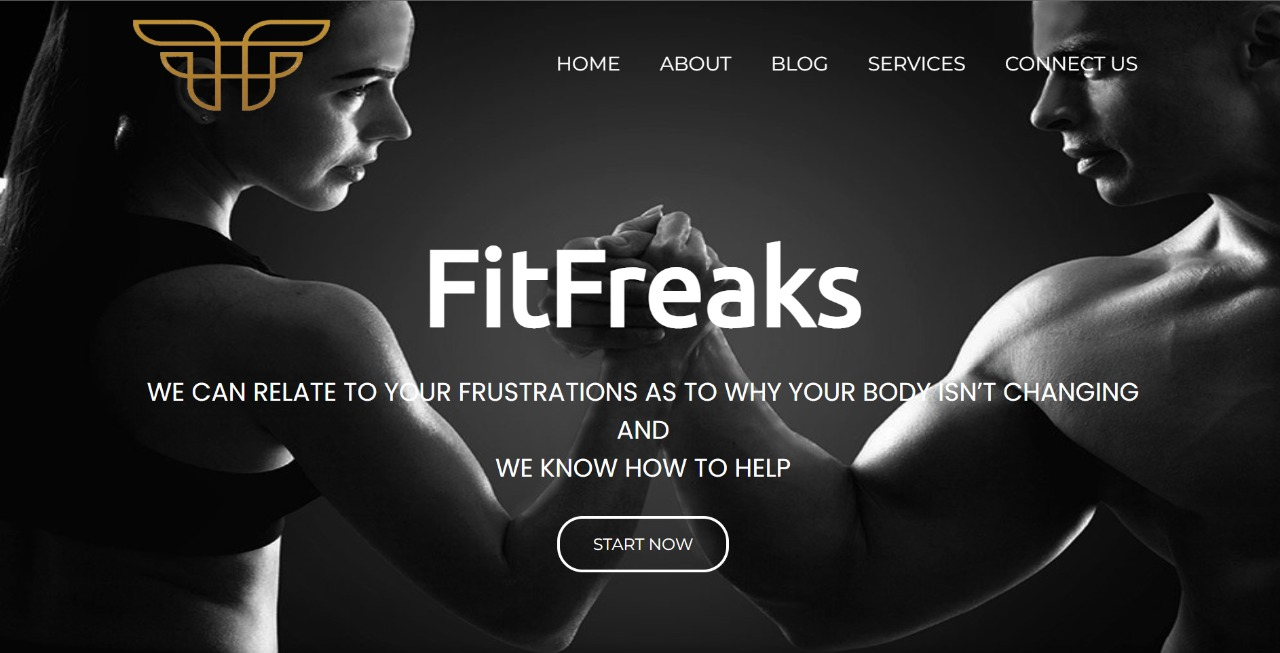 HOME ABOUT BLOG SERVICES CONNECT US
FitFreaks
WE CAN RELATE TO YOUR FRUSTRATIONS AS TO WHY YOUR BODY ISN’T CHANGING
AND
WE KNOW HOW TO HELP
START NOW